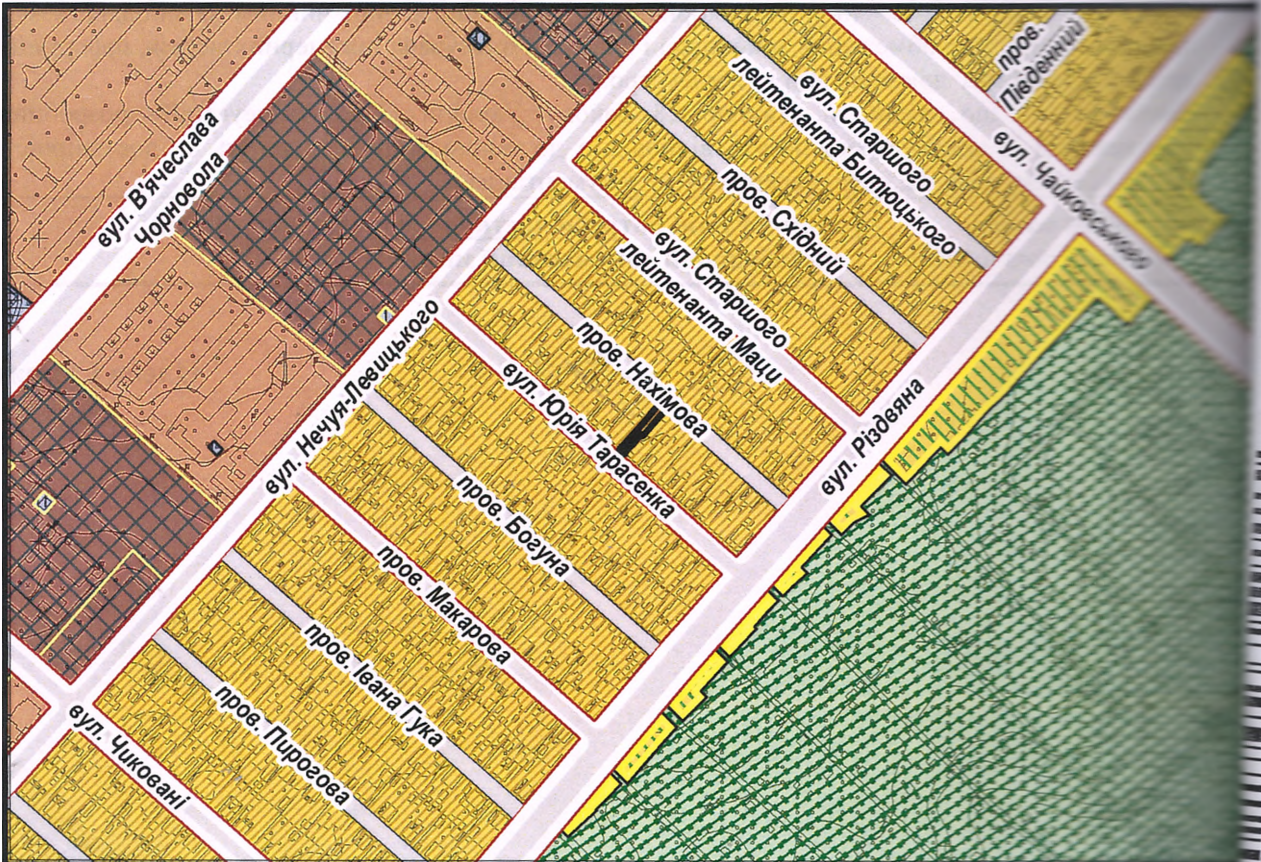 пров.
Південний
вул. Старшого
лейтенанта Битюцького
вул. Чайковського
вул. В'ячеслава
Чорновола
пров. Східний
вул. Старшого
лейтенанта Маци
вул. Нечуя-Левицького
пров. Нахімова
вул. Юрія Тарасенка
вул. Різдвяна
пров. Богуна
пров. Макарова
пров. Івана Гука
пров. Пирогова
вул. Чиковані